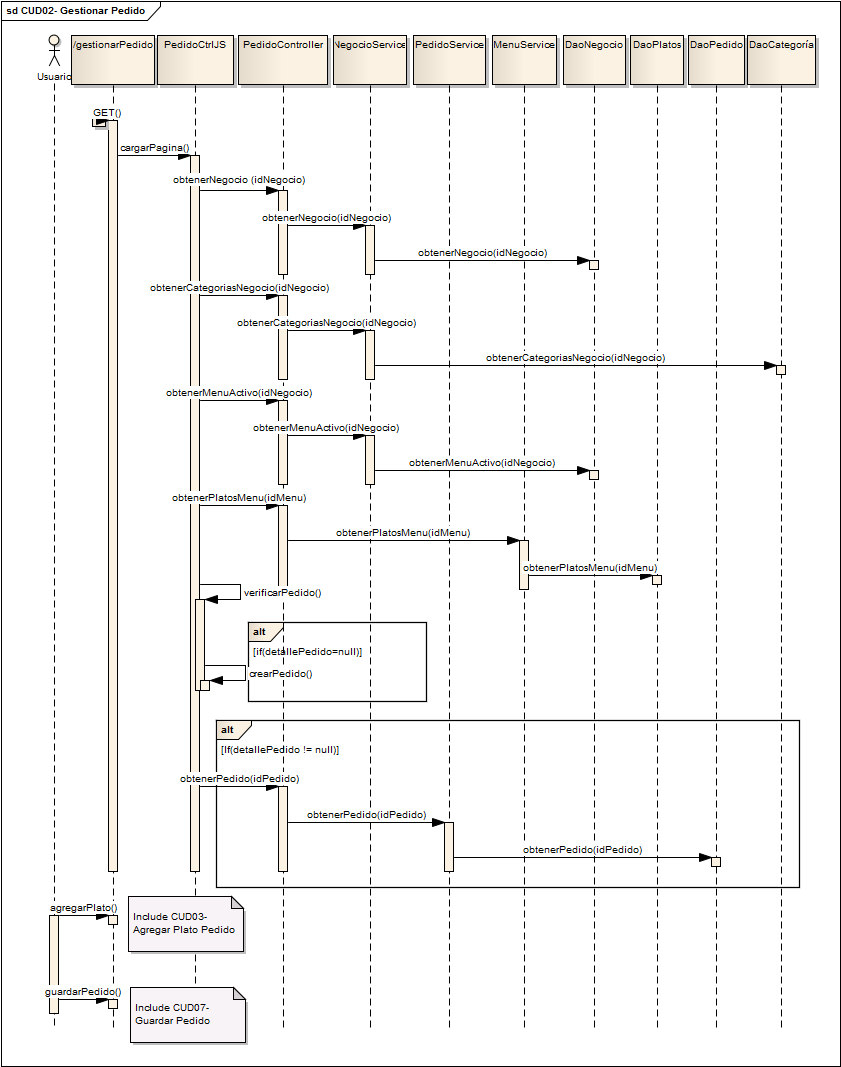 sd CUD02- Gestionar Pedido
Usuario
/gestionarPedido
PedidoCtrlJS
PedidoController
NegocioService
PedidoService
MenuService
DaoNegocio
DaoPlatos
DaoPedido
DaoCategoría
GET()
cargarPagina()
obtenerNegocio (idNegocio)
obtenerNegocio(idNegocio)
obtenerNegocio(idNegocio)
obtenerCategoriasNegocio(idNegocio)
obtenerCategoriasNegocio(idNegocio)
obtenerCategoriasNegocio(idNegocio)
obtenerMenuActivo(idNegocio)
obtenerMenuActivo(idNegocio)
obtenerMenuActivo(idNegocio)
obtenerPlatosMenu(idMenu)
obtenerPlatosMenu(idMenu)
obtenerPlatosMenu(idMenu)
verificarPedido()
alt
[if(detallePedido=null)]
crearPedido()
alt
[If(detallePedido != null)]
obtenerPedido(idPedido)
obtenerPedido(idPedido)
obtenerPedido(idPedido)
agregarPlato()
Include CUD03-
Agregar Plato Pedido
guardarPedido()
Include CUD07-
Guardar Pedido